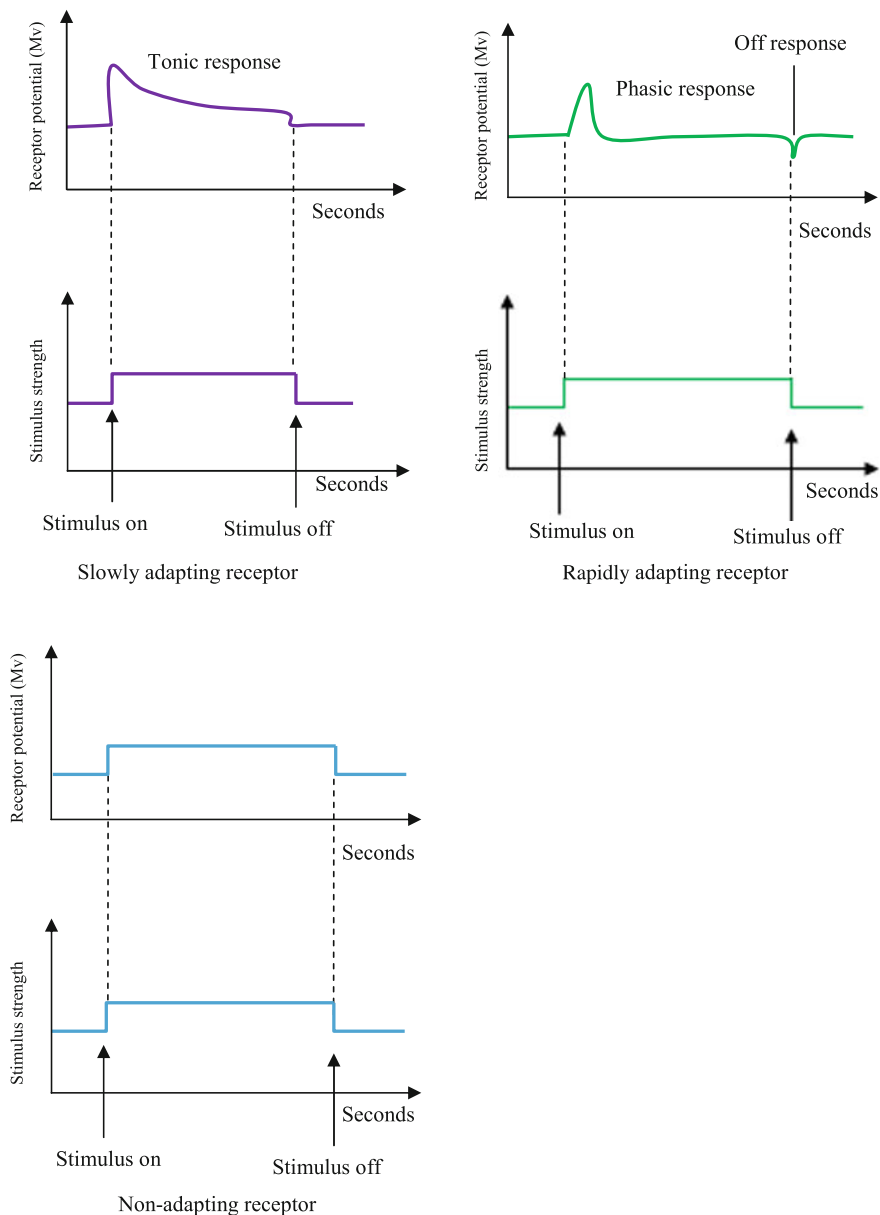 Receptor potential (Mv)
Tonic response
Seconds
Stimulus strength
Seconds
Stimulus on
Stimulus off
Slowly adapting receptor
Receptor potential (Mv)
Off response
Phasic response
Seconds
Stimulus strength
Seconds
Stimulus on
Stimulus off
Rapidly adapting receptor
Receptor potential (Mv)
Seconds
Stimulus strength
Seconds
Stimulus on
Stimulus off
Non-adapting receptor